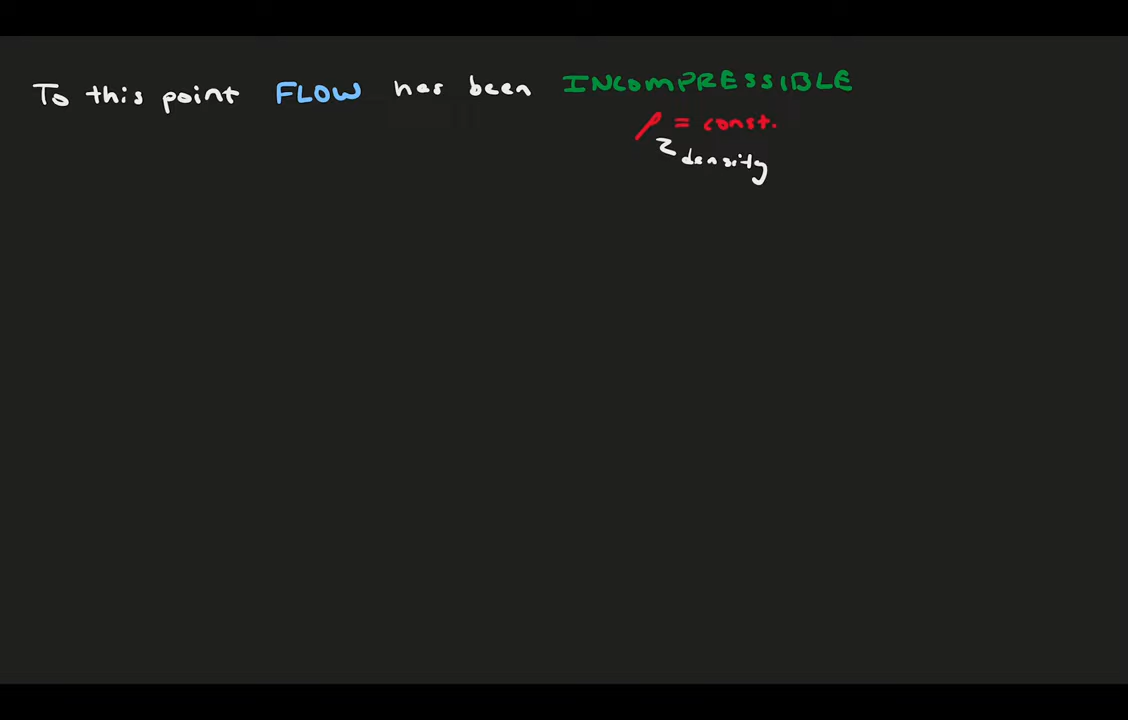 To this point FLOW has been INCOMPRESSIBLE
ρ = const.
density